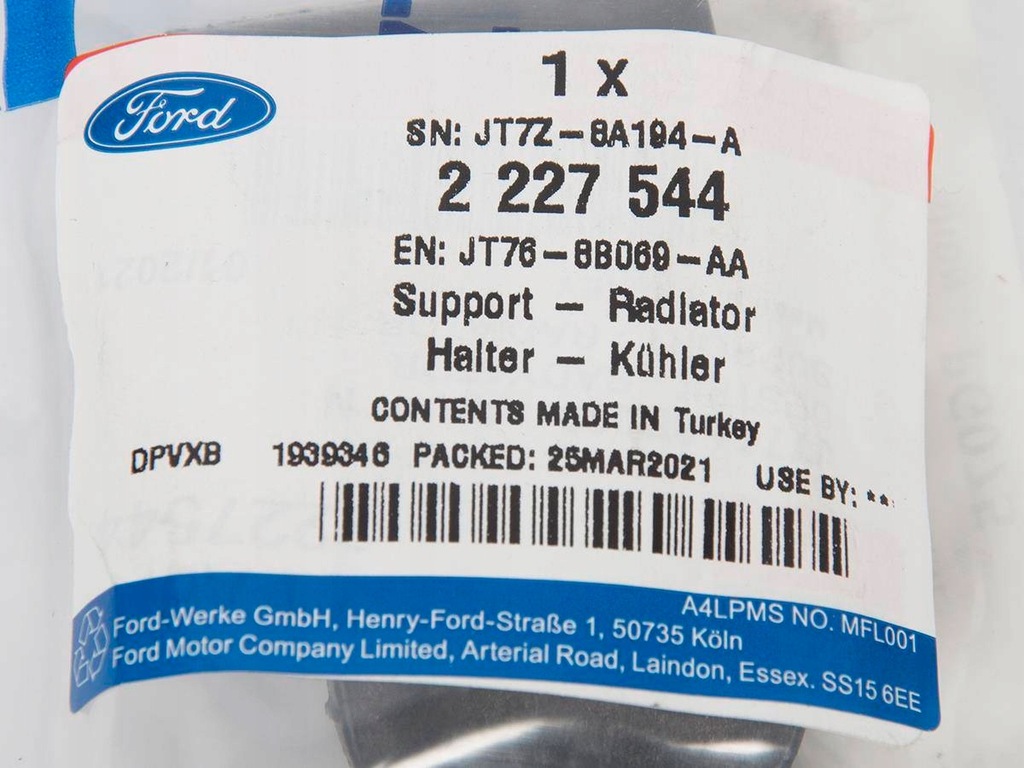 Ford
1 x
SN: JT7Z-8A194-A
2 227 544
EN: JT76-8B069-AA
Support - Radiator
Halter - Kühler
CONTENTS MADE IN Turkey
DPVXB 1939346 PACKED: 25MAR2021 USE BY: **
A4LPMS NO. MFL001
Ford-Werke GmbH, Henry-Ford-Straße 1, 50735 Köln
Ford Motor Company Limited, Arterial Road, Laindon, Essex. SS15 6EE